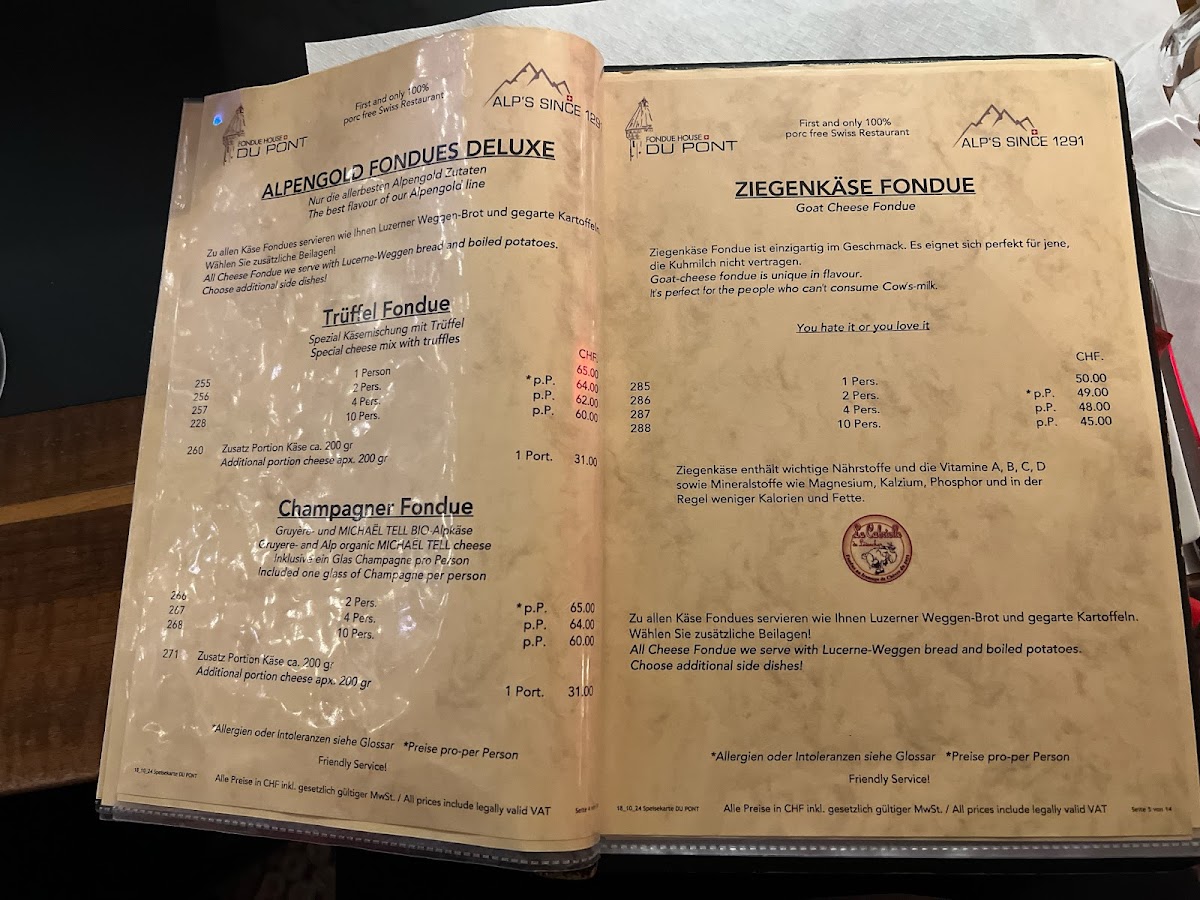 FONDUE HOUSE
DU PONT
First and only 100%
porc free Swiss Restaurant
ALP'S SINCE 1291
ALPENGOLD FONDUES DELUXE
Nur die allerbesten Alpengold Zutaten
The best flavour of our Alpengold line
Zu allen Käse Fondues servieren wie Ihnen Luzerner Weggen-Brot und gegarte Kartoffeln.
Wählen Sie zusätzliche Beilagen!
All Cheese Fondue we serve with Lucerne-Weggen bread and boiled potatoes.
Choose additional side dishes!
Trüffel Fondue
Spezial Käsemischung mit Trüffel
Special cheese mix with truffles
CHF.
255 1 Person 65.00
256 2 Pers. *p.P. 64.00
257 4 Pers. p.P. 62.00
228 10 Pers. p.P. 60.00
260 Zusatz Portion Käse ca. 200 gr
Additional portion cheese apx. 200 gr 1 Port. 31.00
Champagner Fondue
Gruyère- und MICHAËL TELL BIO-Alpkäse
Gruyere- and Alp organic MICHAËL TELL cheese
Inklusive ein Glas Champagne pro Person
Included one glass of Champagne per person
266 2 Pers. *p.P. 65.00
267 4 Pers. p.P. 64.00
268 10 Pers. p.P. 60.00
271 Zusatz Portion Käse ca. 200 gr
Additional portion cheese apx. 200 gr 1 Port. 31.00
*Allergien oder Intoleranzen siehe Glossar *Preise pro-per Person
Friendly Service!
18_10_24 Speisekarte DU PONT Alle Preise in CHF inkl. gesetzlich gültiger MwSt. / All prices include legally valid VAT Seite 4
FONDUE HOUSE
DU PONT
First and only 100%
porc free Swiss Restaurant
ALP'S SINCE 1291
ZIEGENKÄSE FONDUE
Goat Cheese Fondue
Ziegenkäse Fondue ist einzigartig im Geschmack. Es eignet sich perfekt für jene,
die Kuhmilch nicht vertragen.
Goat-cheese fondue is unique in flavour.
It's perfect for the people who can't consume Cow's-milk.
You hate it or you love it
CHF.
285 1 Pers. 50.00
286 2 Pers. *p.P. 49.00
287 4 Pers. p.P. 48.00
288 10 Pers. p.P. 45.00
Ziegenkäse enthält wichtige Nährstoffe und die Vitamine A, B, C, D
sowie Mineralstoffe wie Magnesium, Kalzium, Phosphor und in der
Regel weniger Kalorien und Fette.
Zu allen Käse Fondues servieren wie Ihnen Luzerner Weggen-Brot und gegarte Kartoffeln.
Wählen Sie zusätzliche Beilagen!
All Cheese Fondue we serve with Lucerne-Weggen bread and boiled potatoes.
Choose additional side dishes!
*Allergien oder Intoleranzen siehe Glossar *Preise pro-per Person
Friendly Service!
18_10_24 Speisekarte DU PONT Alle Preise in CHF inkl. gesetzlich gültiger MwSt. / All prices include legally valid VAT Seite 5 von 14